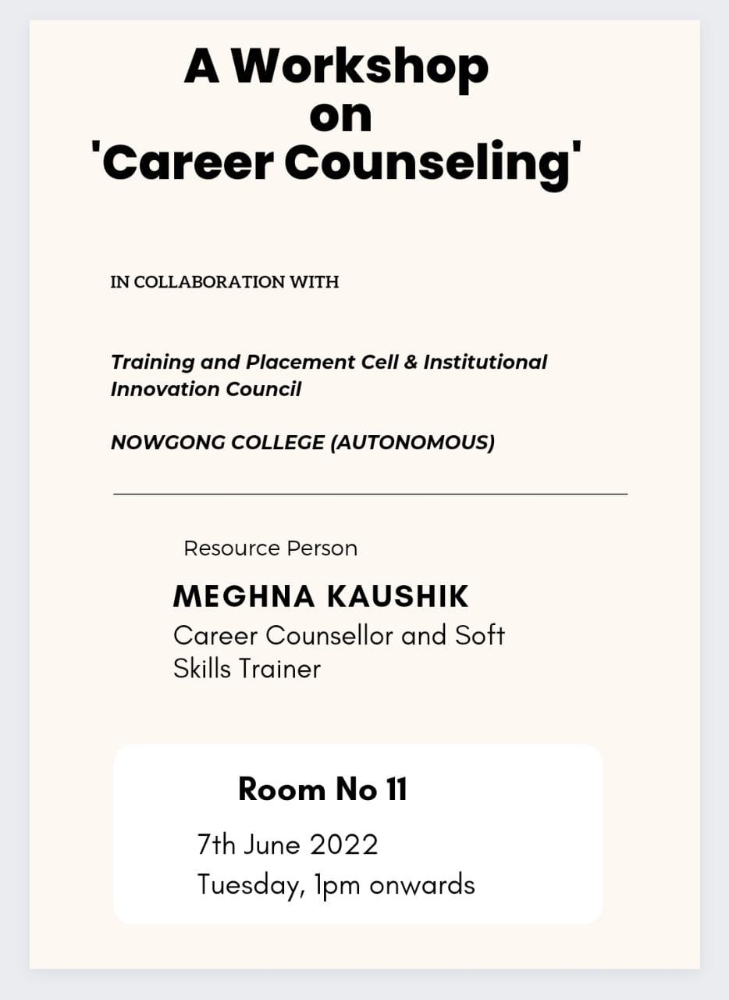 A Workshop
on
'Career Counseling'
IN COLLABORATION WITH
Training and Placement Cell & Institutional
Innovation Council
NOWGONG COLLEGE (AUTONOMOUS)
Resource Person
MEGHNA KAUSHIK
Career Counsellor and Soft
Skills Trainer
Room No 11
7th June 2022
Tuesday, 1pm onwards